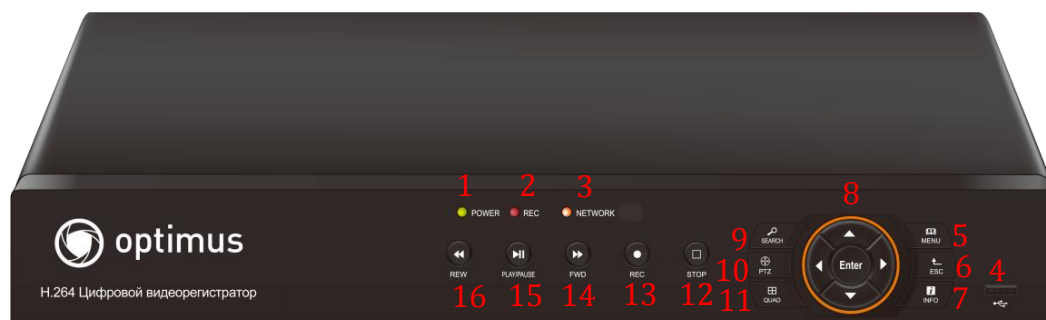 1 2 3
POWER REC NETWORK
8
optimus
9 SEARCH
MENU 5
REW PLAY/PAUSE FWD REC STOP
10 PTZ
Enter
ESC 6
4
16 15 14 13 12
11 QUAD
INFO 7
H.264 Цифровой видеорегистратор